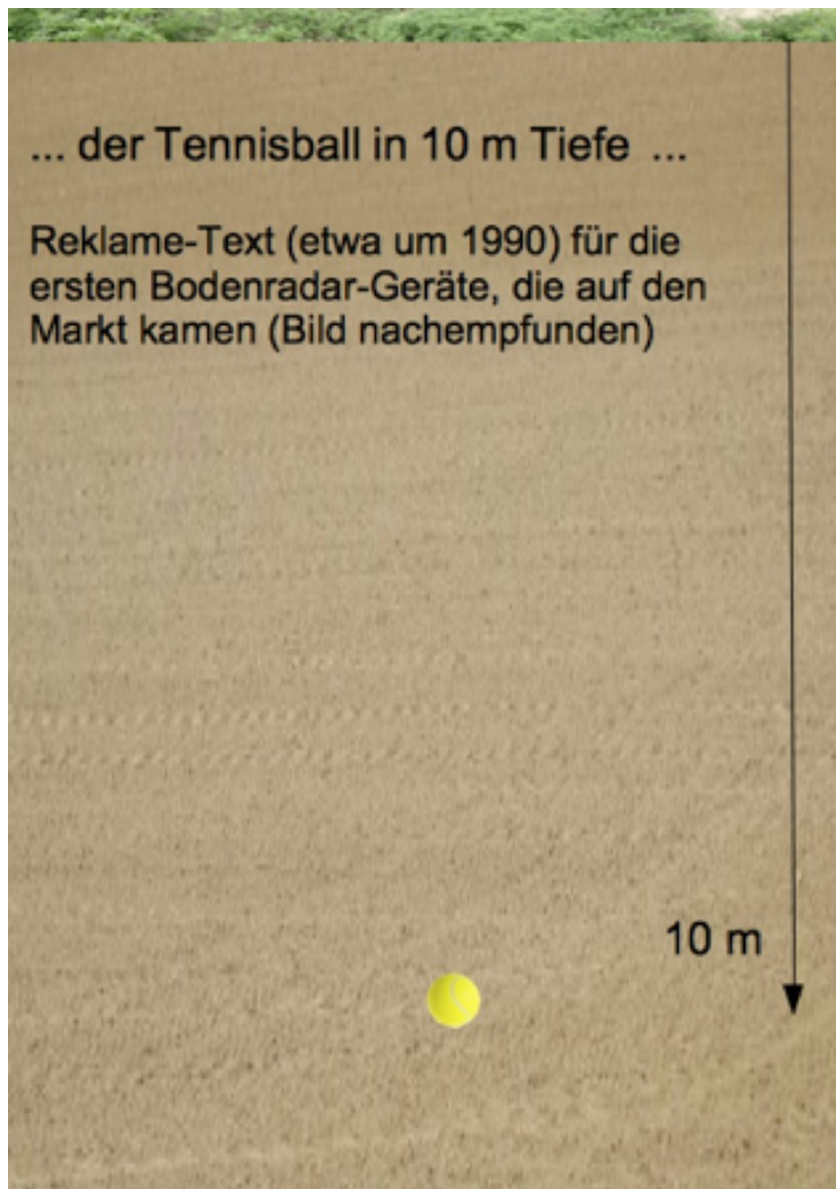 ... der Tennisball in 10 m Tiefe ...
Reklame-Text (etwa um 1990) für die
ersten Bodenradar-Geräte, die auf den
Markt kamen (Bild nachempfunden)
10 m